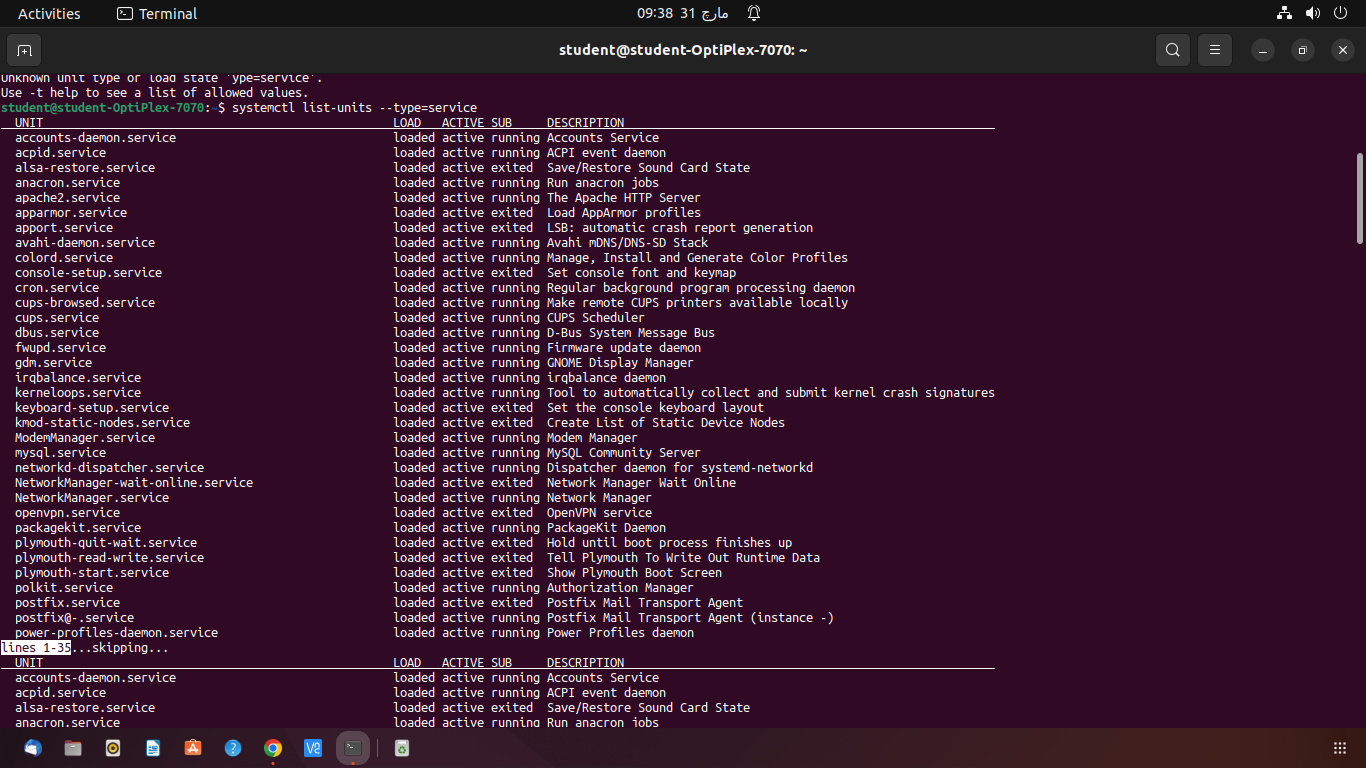 Activities
Terminal
09:38 31 مارچ
student@student-OptiPlex-7070: ~
Unknown unit type or load state 'ype=service'.
Use -t help to see a list of allowed values.
student@student-OptiPlex-7070:~$ systemctl list-units --type=service
UNIT LOAD ACTIVE SUB DESCRIPTION
accounts-daemon.service loaded active running Accounts Service
acpid.service loaded active running ACPI event daemon
alsa-restore.service loaded active exited Save/Restore Sound Card State
anacron.service loaded active running Run anacron jobs
apache2.service loaded active running The Apache HTTP Server
apparmor.service loaded active exited Load AppArmor profiles
apport.service loaded active exited LSB: automatic crash report generation
avahi-daemon.service loaded active running Avahi mDNS/DNS-SD Stack
colord.service loaded active running Manage, Install and Generate Color Profiles
console-setup.service loaded active exited Set console font and keymap
cron.service loaded active running Regular background program processing daemon
cups-browsed.service loaded active running Make remote CUPS printers available locally
cups.service loaded active running CUPS Scheduler
dbus.service loaded active running D-Bus System Message Bus
fwupd.service loaded active running Firmware update daemon
gdm.service loaded active running GNOME Display Manager
irqbalance.service loaded active running irqbalance daemon
kerneloops.service loaded active running Tool to automatically collect and submit kernel crash signatures
keyboard-setup.service loaded active exited Set the console keyboard layout
kmod-static-nodes.service loaded active exited Create List of Static Device Nodes
ModemManager.service loaded active running Modem Manager
mysql.service loaded active running MySQL Community Server
networkd-dispatcher.service loaded active running Dispatcher daemon for systemd-networkd
NetworkManager-wait-online.service loaded active exited Network Manager Wait Online
NetworkManager.service loaded active running Network Manager
openvpn.service loaded active exited OpenVPN service
packagekit.service loaded active running PackageKit Daemon
plymouth-quit-wait.service loaded active exited Hold until boot process finishes up
plymouth-read-write.service loaded active exited Tell Plymouth To Write Out Runtime Data
plymouth-start.service loaded active exited Show Plymouth Boot Screen
polkit.service loaded active running Authorization Manager
postfix.service loaded active exited Postfix Mail Transport Agent
postfix@-.service loaded active running Postfix Mail Transport Agent (instance -)
power-profiles-daemon.service loaded active running Power Profiles daemon
lines 1-35...skipping...
UNIT LOAD ACTIVE SUB DESCRIPTION
accounts-daemon.service loaded active running Accounts Service
acpid.service loaded active running ACPI event daemon
alsa-restore.service loaded active exited Save/Restore Sound Card State
anacron.service loaded active running Run anacron jobs